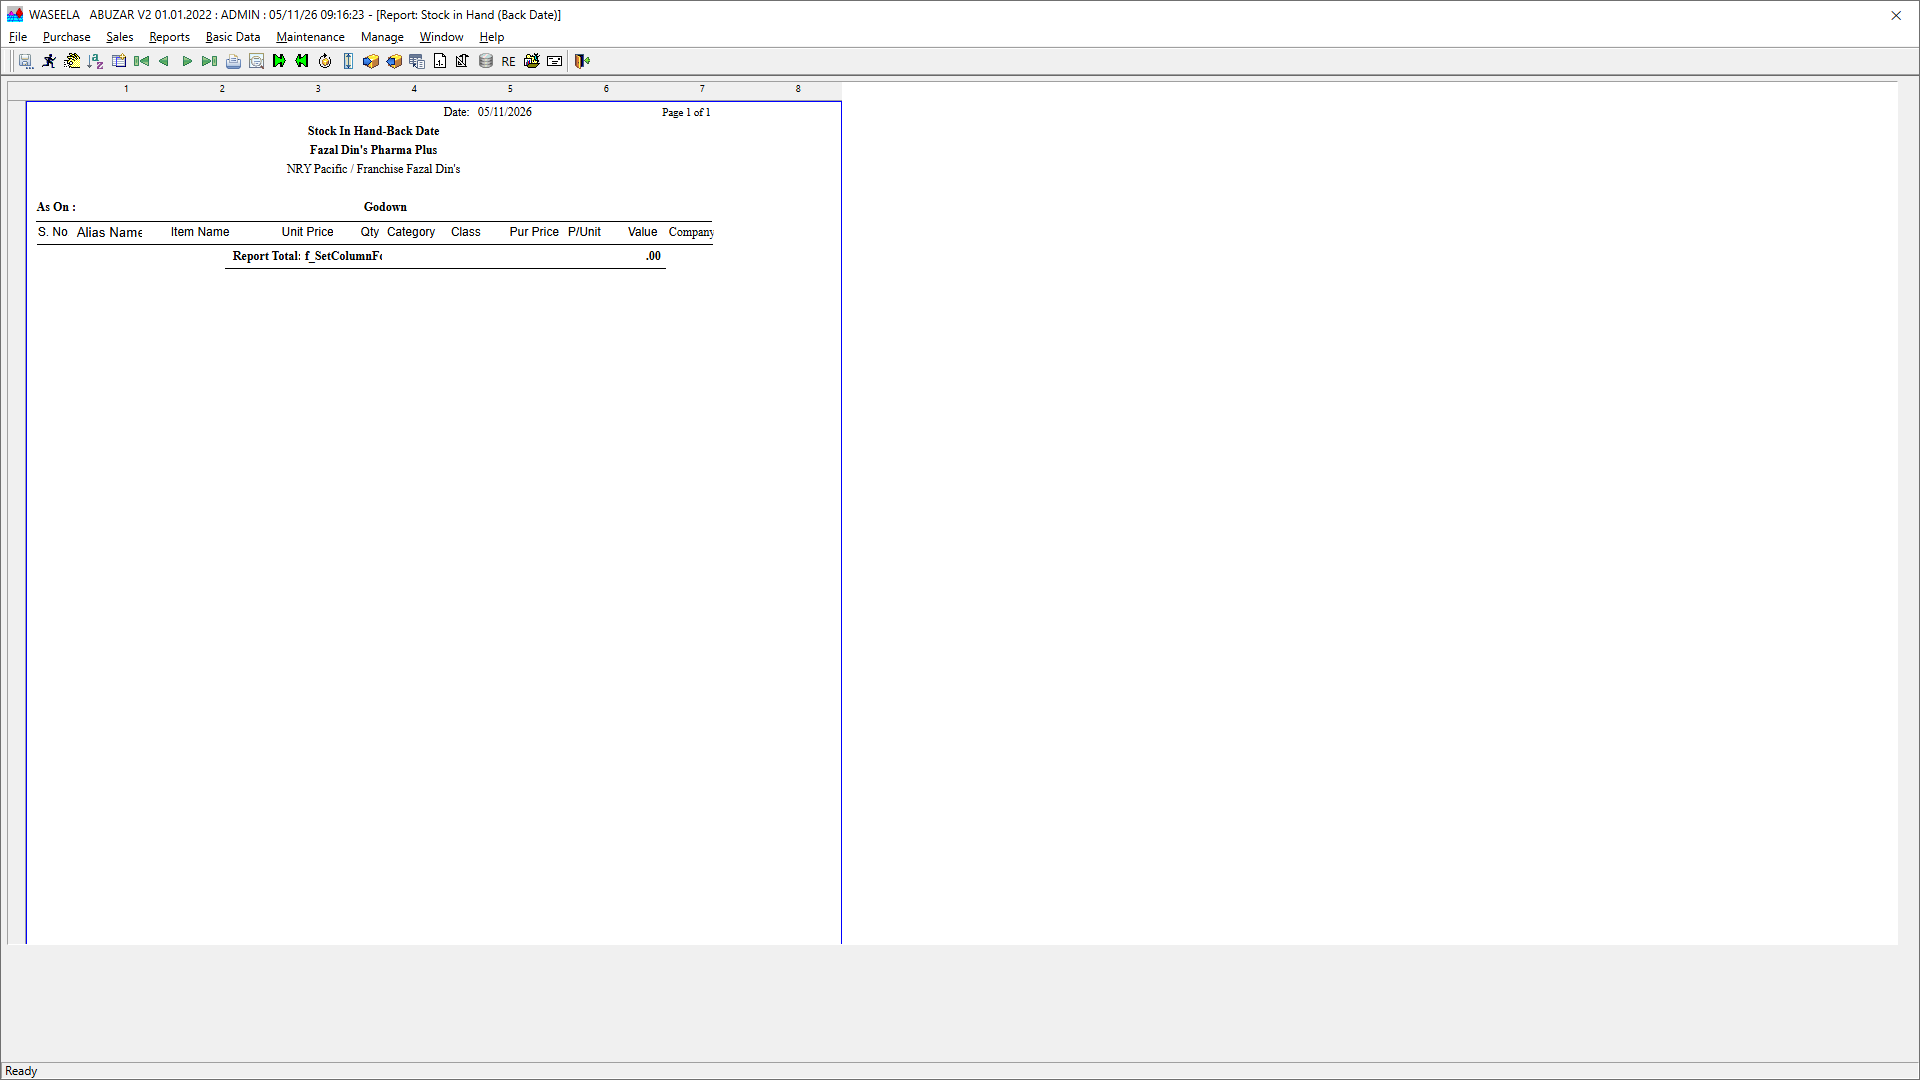 WASEELA   ABUZAR V2 01.01.2022 : ADMIN : 05/11/26 09:16:23 - [Report: Stock in Hand (Back Date)]
File Purchase Sales Reports Basic Data Maintenance Manage Window Help
RE
1 2 3 4 5 6 7 8
Date: 05/11/2026 Page 1 of 1
Stock In Hand-Back Date
Fazal Din's Pharma Plus
NRY Pacific / Franchise Fazal Din's
As On : Godown
S. No Alias Name Item Name Unit Price Qty Category Class Pur Price P/Unit Value Company
Report Total: f_SetColumnFo .00
Ready